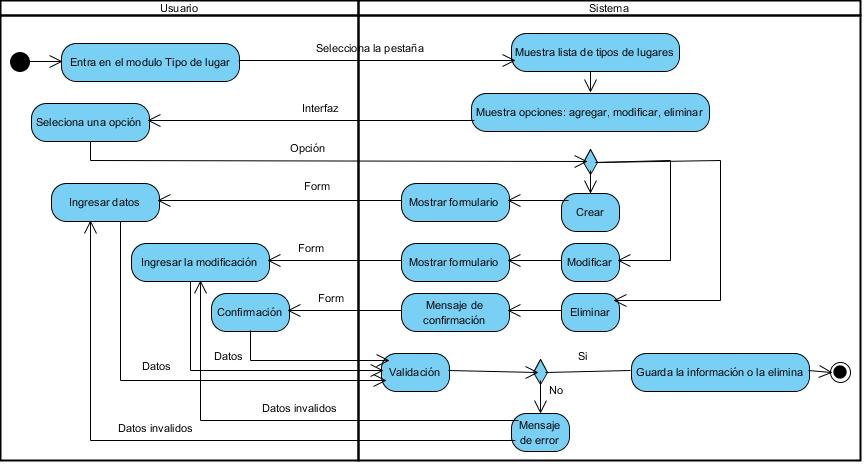 Usuario
Sistema
Selecciona la pestaña
Entra en el modulo Tipo de lugar
Muestra lista de tipos de lugares
Interfaz
Muestra opciones: agregar, modificar, eliminar
Seleciona una opción
Opción
Form
Ingresar datos
Mostrar formulario
Crear
Form
Ingresar la modificación
Mostrar formulario
Modificar
Form
Confirmación
Mensaje de
confirmación
Eliminar
Datos
Datos
Validación
Si
Guarda la información o la elimina
No
Datos invalidos
Datos invalidos
Mensaje
de error